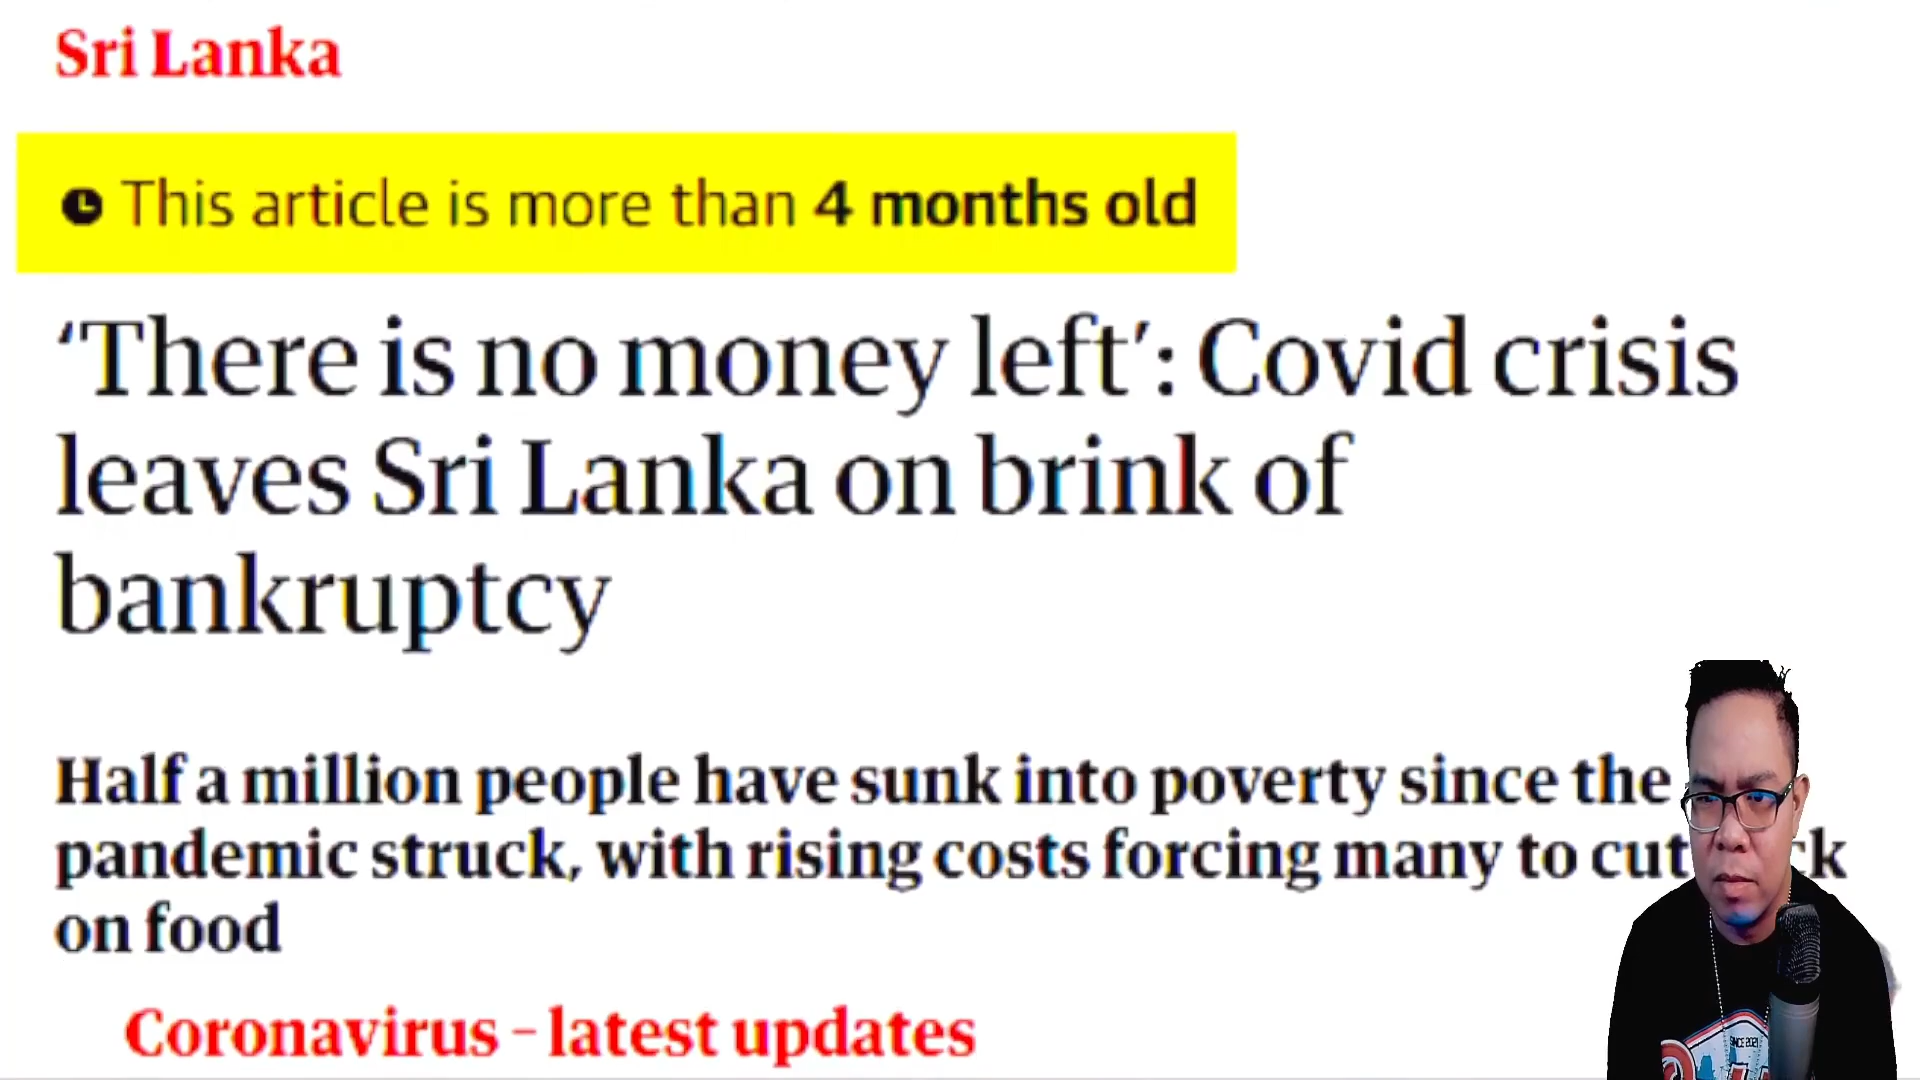 Sri Lanka
This article is more than 4 months old
‘There is no money left’: Covid crisis
leaves Sri Lanka on brink of
bankruptcy
Half a million people have sunk into poverty since the
pandemic struck, with rising costs forcing many to cut
on food
Coronavirus – latest updates
SINCE 2021